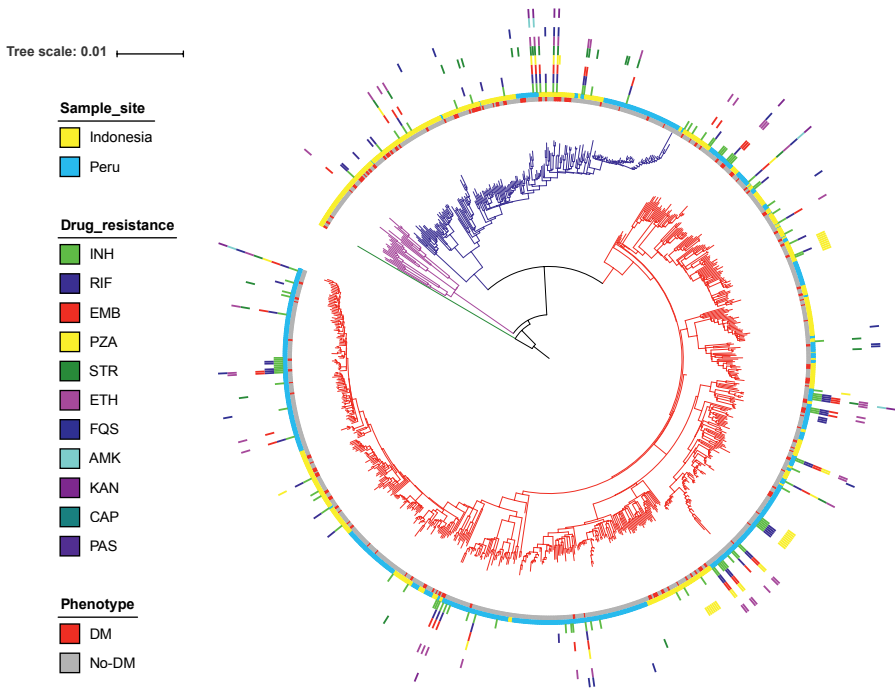 Tree scale: 0.01
Sample_site
Indonesia
Peru
Drug_resistance
INH
RIF
EMB
PZA
STR
ETH
FQS
AMK
KAN
CAP
PAS
Phenotype
DM
No-DM